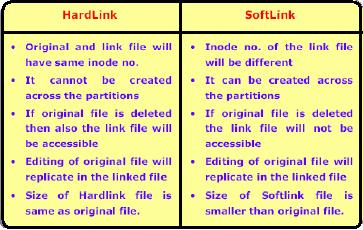 HardLink
• Original and link file will
have same inode no.
• It cannot be created
across the partitions
• If original file is deleted
then also the link file will
be accessible
• Editing of original file will
replicate in the linked file
• Size of Hardlink file is
same as original file.
SoftLink
• Inode no. of the link file
will be different
• It can be created across
the partitions
• If original file is deleted
the link file will not be
accessible
• Editing of original file will
replicate in the linked file
• Size of Softlink file is
smaller than original file.